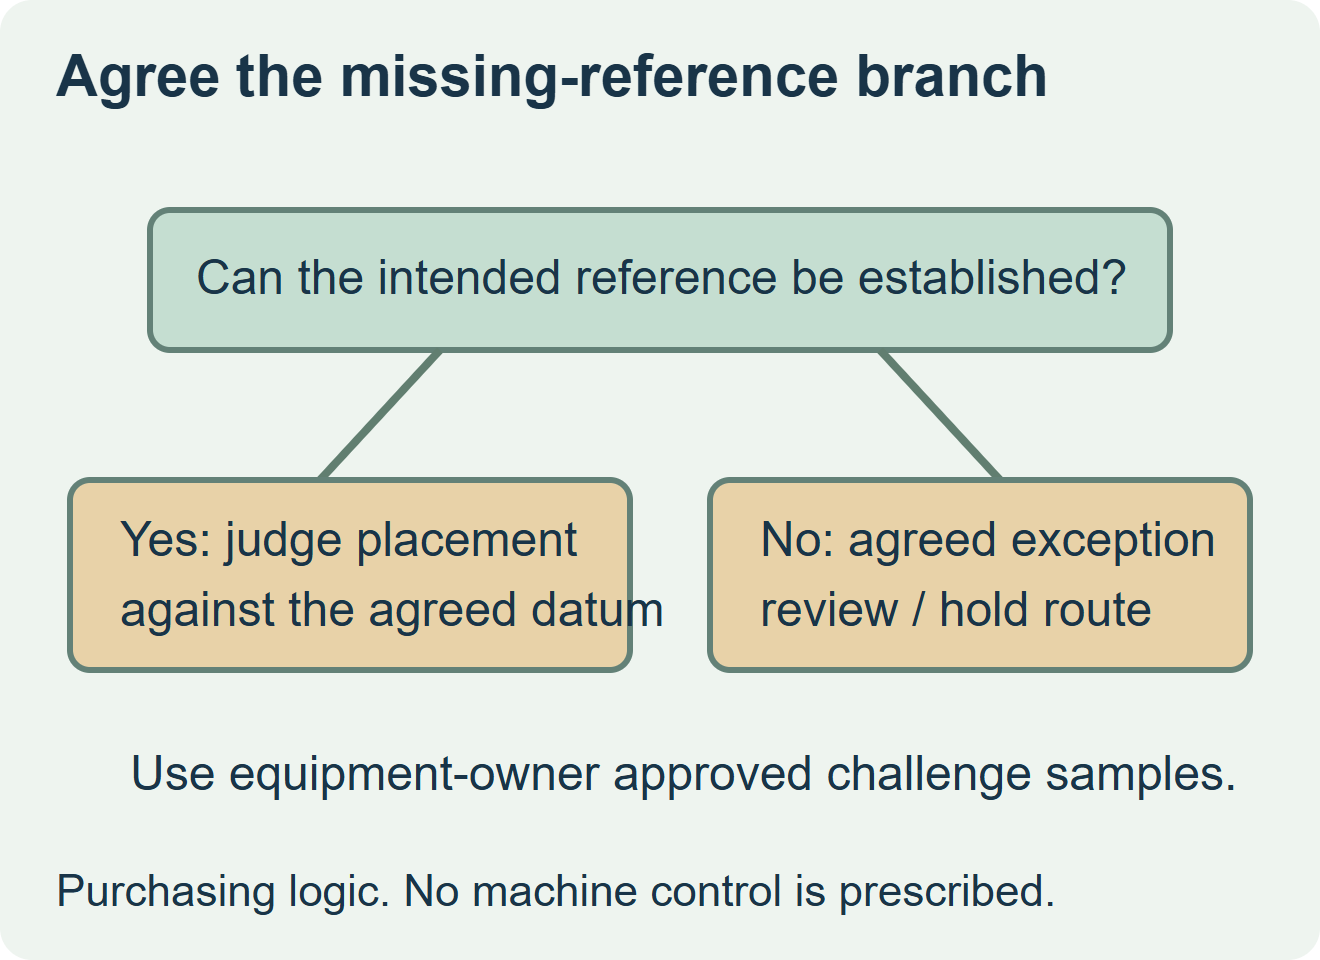 Agree the missing-reference branch
Can the intended reference be established?
Yes: judge placement
against the agreed datum
No: agreed exception
review / hold route
Use equipment-owner approved challenge samples.
Purchasing logic. No machine control is prescribed.